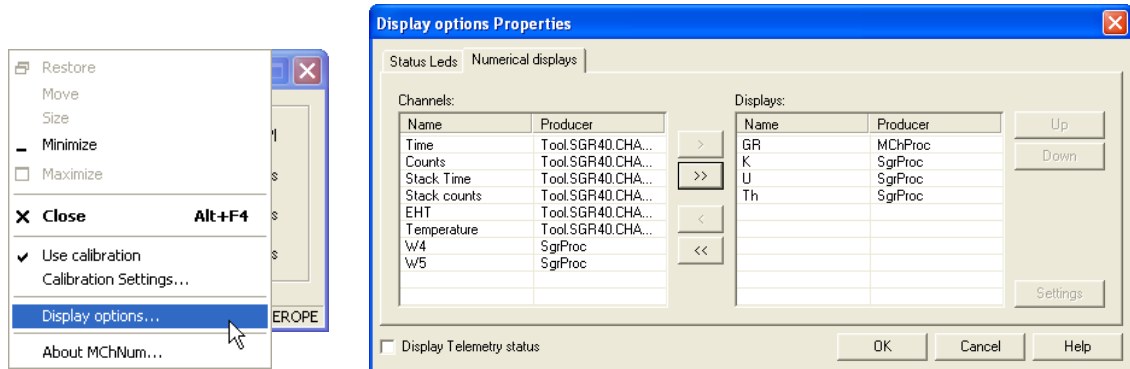 Restore
Move
Size
Minimize
Maximize
Close Alt+F4
Use calibration
Calibration Settings...
Display options...
About MChNum...
EROPE
Display options Properties
Status Leds Numerical displays
Channels:
Name Producer
Time Tool.SGR40.CHA...
Counts Tool.SGR40.CHA...
Stack Time Tool.SGR40.CHA...
Stack counts Tool.SGR40.CHA...
EHT Tool.SGR40.CHA...
Temperature Tool.SGR40.CHA...
W4 SgrProc
W5 SgrProc
>
>>
<
<<
Displays:
Name Producer
GR MChProc
K SgrProc
U SgrProc
Th SgrProc
Up
Down
Settings
Display Telemetry status
OK Cancel Help